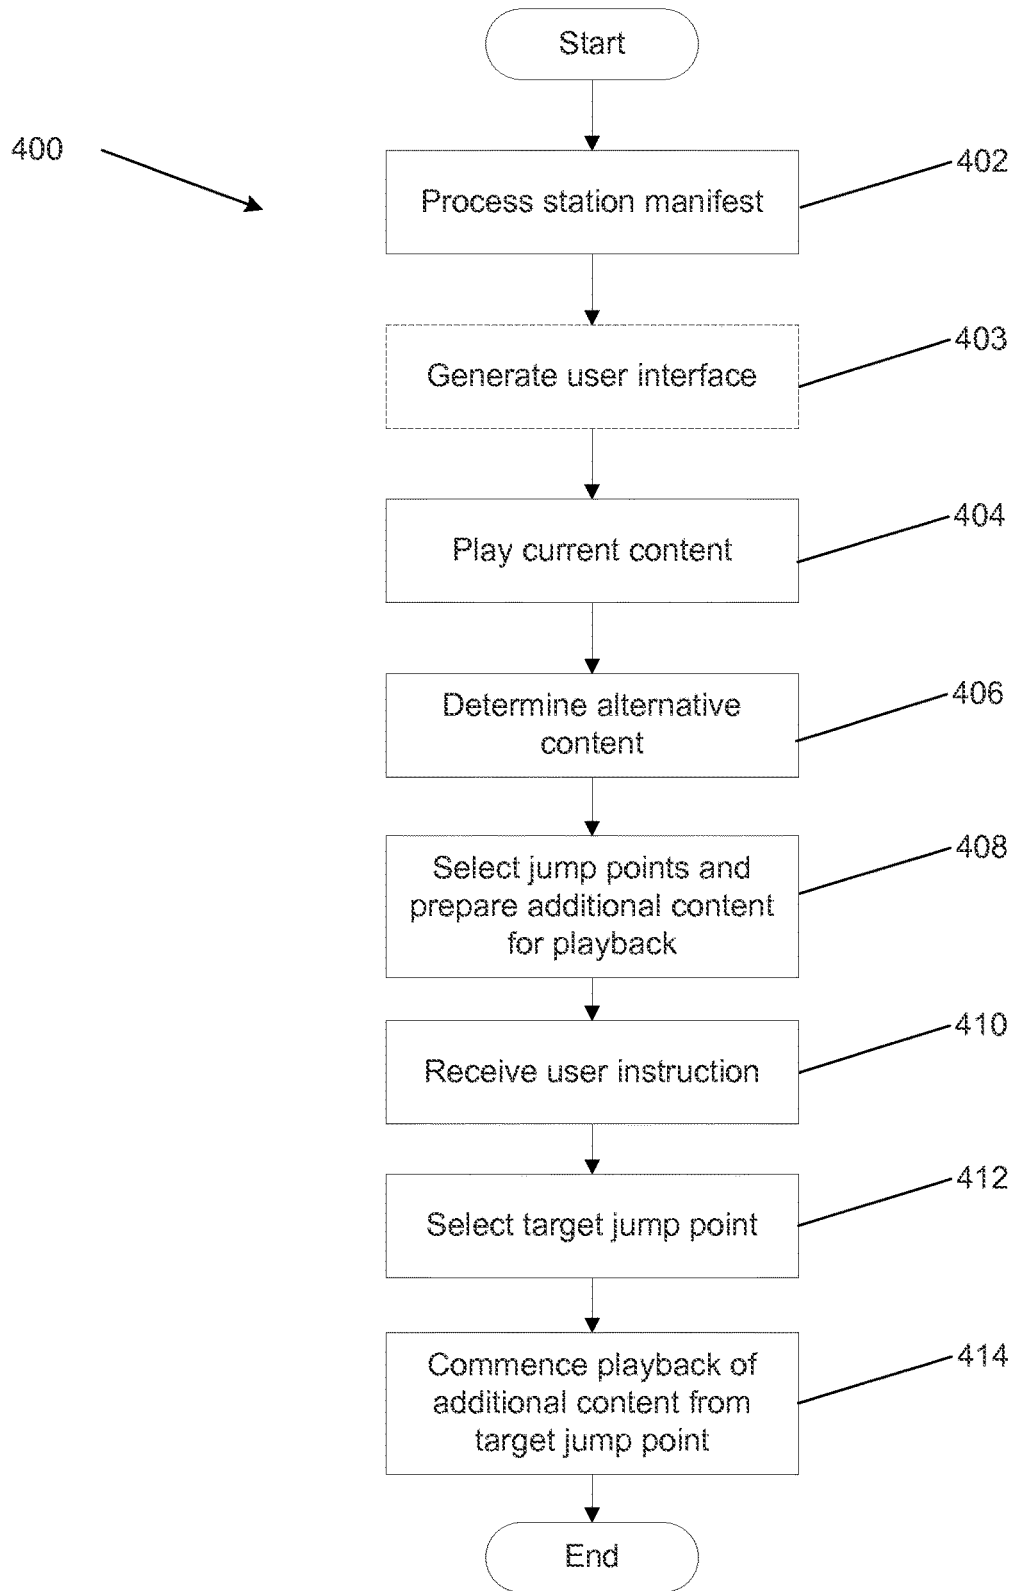 Start
400
402
Process station manifest
403
Generate user interface
404
Play current content
406
Determine alternative
content
408
Select jump points and
prepare additional content
for playback
410
Receive user instruction
412
Select target jump point
414
Commence playback of
additional content from
target jump point
End